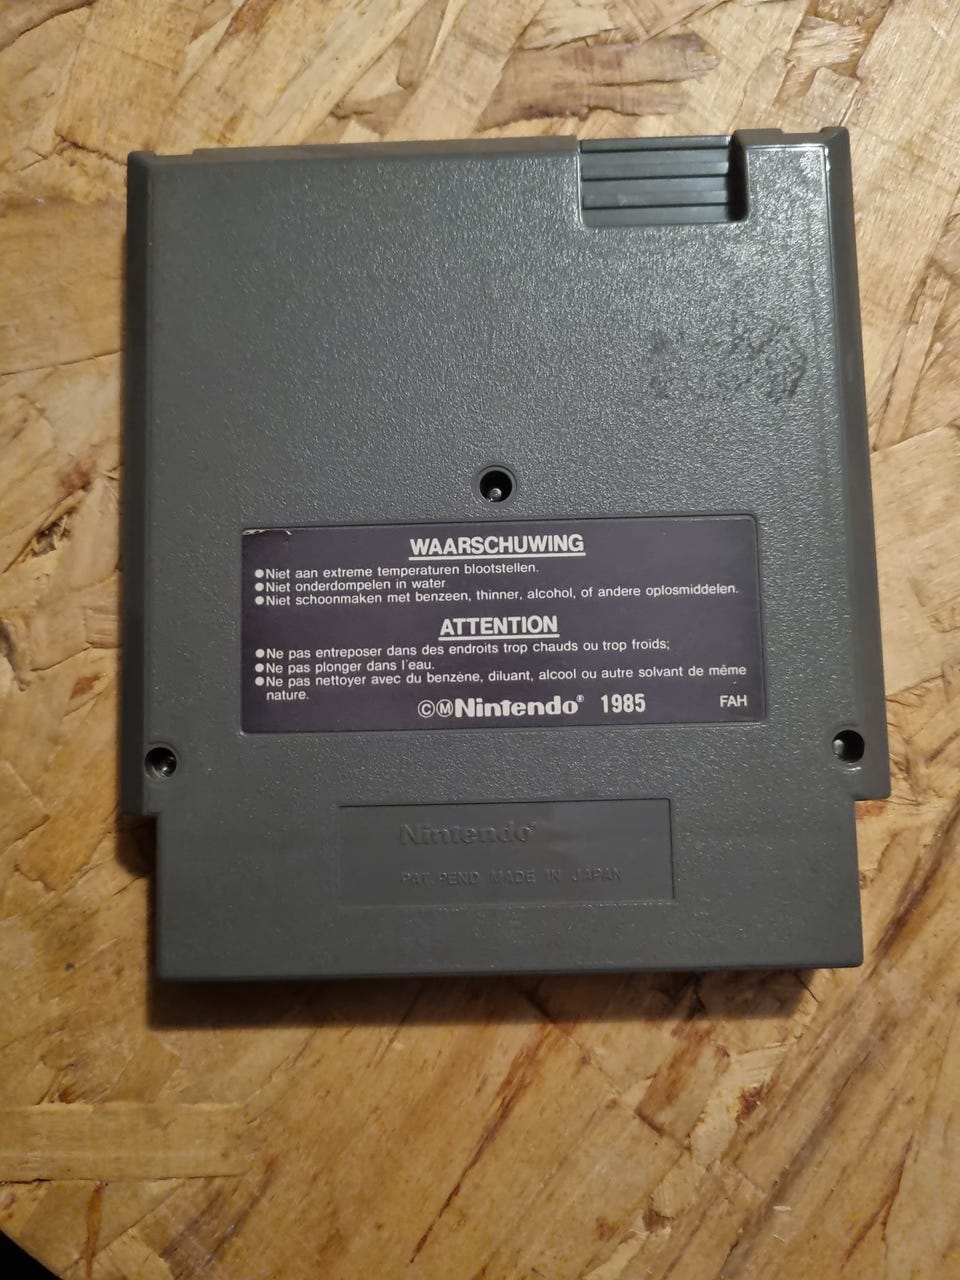 WAARSCHUWING
●Niet aan extreme temperaturen blootstellen.
●Niet onderdompelen in water
●Niet schoonmaken met benzeen, thinner, alcohol, of andere oplosmiddelen.
ATTENTION
●Ne pas entreposer dans des endroits trop chauds ou trop froids;
●Ne pas plonger dans l'eau.
●Ne pas nettoyer avec du benzéne, diluant, alcool ou autre solvant de même
nature.
©Ⓜ Nintendo® 1985 FAH
Nintendo®
PAT. PEND MADE IN JAPAN